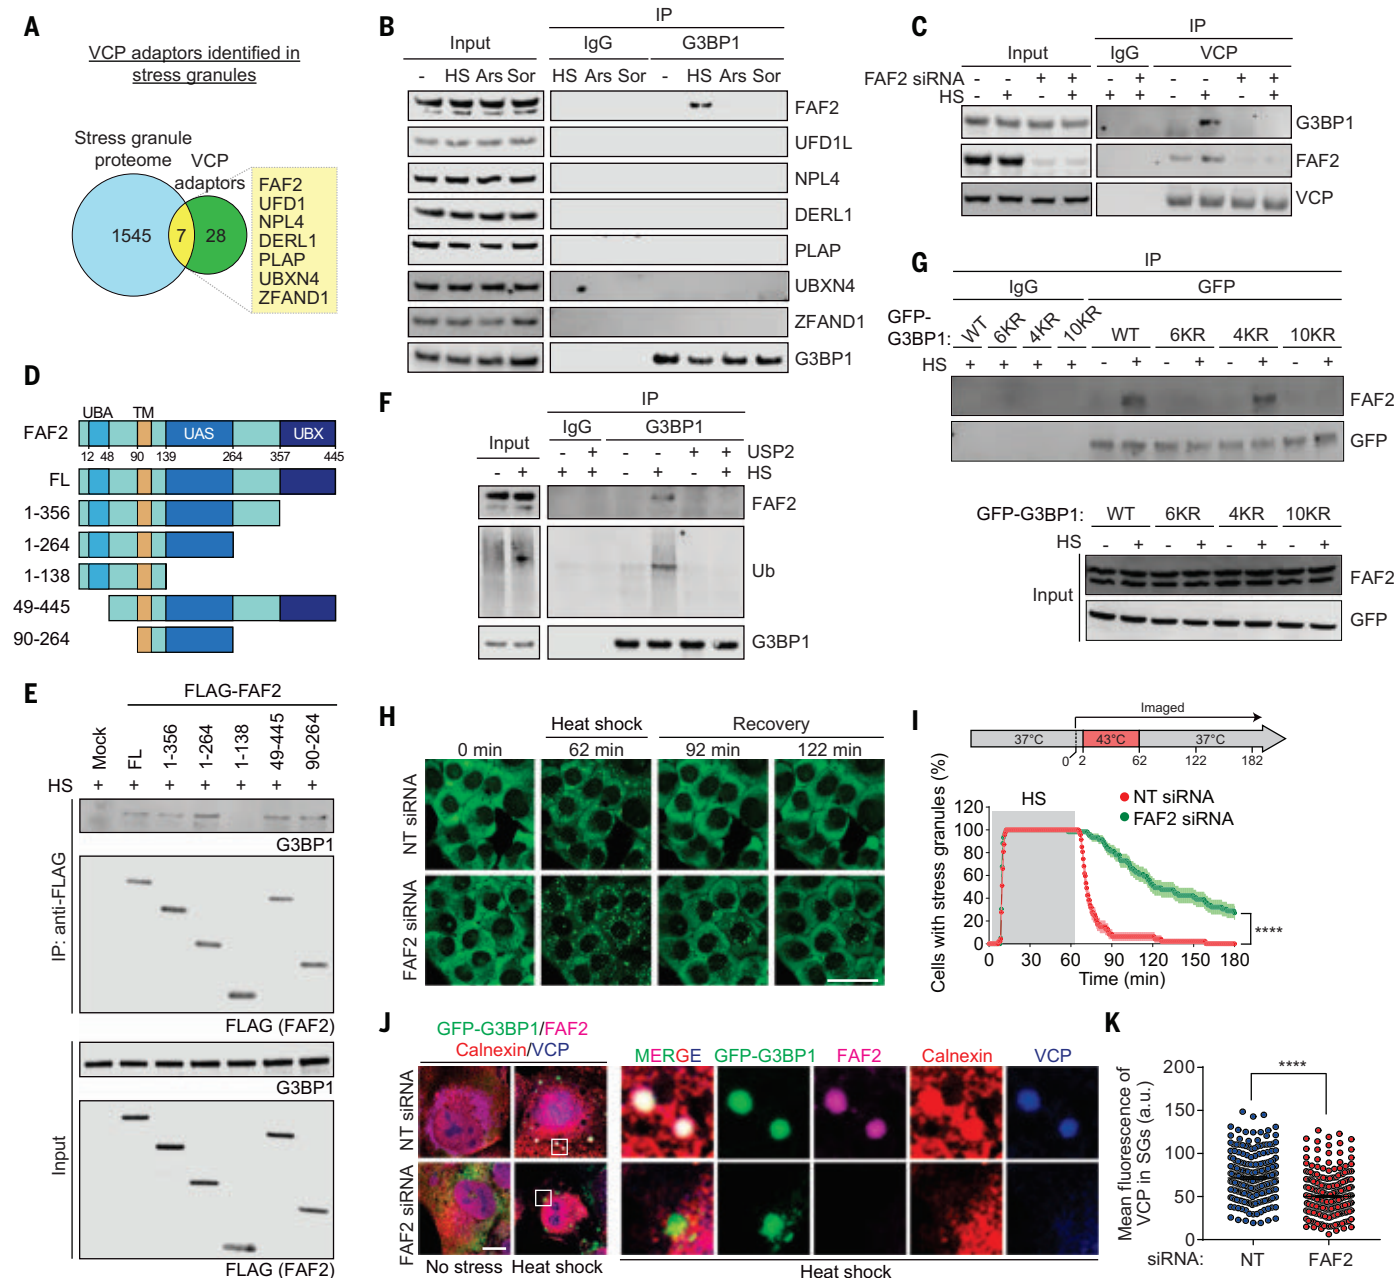 A
VCP adaptors identified in
stress granules
Stress granule
proteome
VCP
adaptors
1545
7
28
FAF2
UFD1
NPL4
DERL1
PLAP
UBXN4
ZFAND1
B
IP
Input
IgG
G3BP1
- HS Ars Sor
HS Ars Sor
- HS Ars Sor
FAF2
UFD1L
NPL4
DERL1
PLAP
UBXN4
ZFAND1
G3BP1
C
IP
Input
IgG
VCP
FAF2 siRNA - - + + - + - - + +
HS - + - + + + - + - +
G3BP1
FAF2
VCP
D
UBA
TM
FAF2
UAS
UBX
12 48 90 139 264 357 445
FL
1-356
1-264
1-138
49-445
90-264
E
FLAG-FAF2
Mock
FL
1-356
1-264
1-138
49-445
90-264
HS + + + + + + +
IP: anti-FLAG
G3BP1
FLAG (FAF2)
Input
G3BP1
FLAG (FAF2)
F
IP
Input
IgG
G3BP1
- + - - + + USP2
- + + + - + - + HS
FAF2
Ub
G3BP1
G
IP
IgG
GFP
GFP-
G3BP1:
WT
6KR
4KR
10KR
WT 6KR 4KR 10KR
HS + + + + - + - + - + - +
FAF2
GFP
GFP-G3BP1: WT 6KR 4KR 10KR
HS - + - + - + - +
Input
FAF2
GFP
H
Heat shock
Recovery
0 min
62 min
92 min
122 min
NT siRNA
FAF2 siRNA
I
Imaged
37°C
43°C
37°C
0 2 62 122 182
NT siRNA
FAF2 siRNA
HS
Cells with stress granules (%)
120
100
80
60
40
20
0
0 30 60 90 120 150 180
Time (min)
****
J
GFP-G3BP1/FAF2
Calnexin/VCP
MERGE
GFP-G3BP1
FAF2
Calnexin
VCP
NT siRNA
FAF2 siRNA
No stress
Heat shock
Heat shock
K
Mean fluorescence of
VCP in SGs (a.u.)
200
150
100
50
0
****
siRNA: NT FAF2